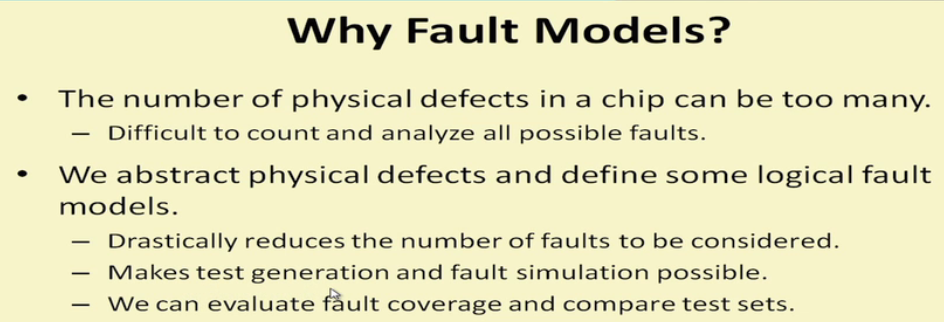 Why Fault Models?
• The number of physical defects in a chip can be too many.
– Difficult to count and analyze all possible faults.
• We abstract physical defects and define some logical fault
models.
– Drastically reduces the number of faults to be considered.
– Makes test generation and fault simulation possible.
– We can evaluate fault coverage and compare test sets.